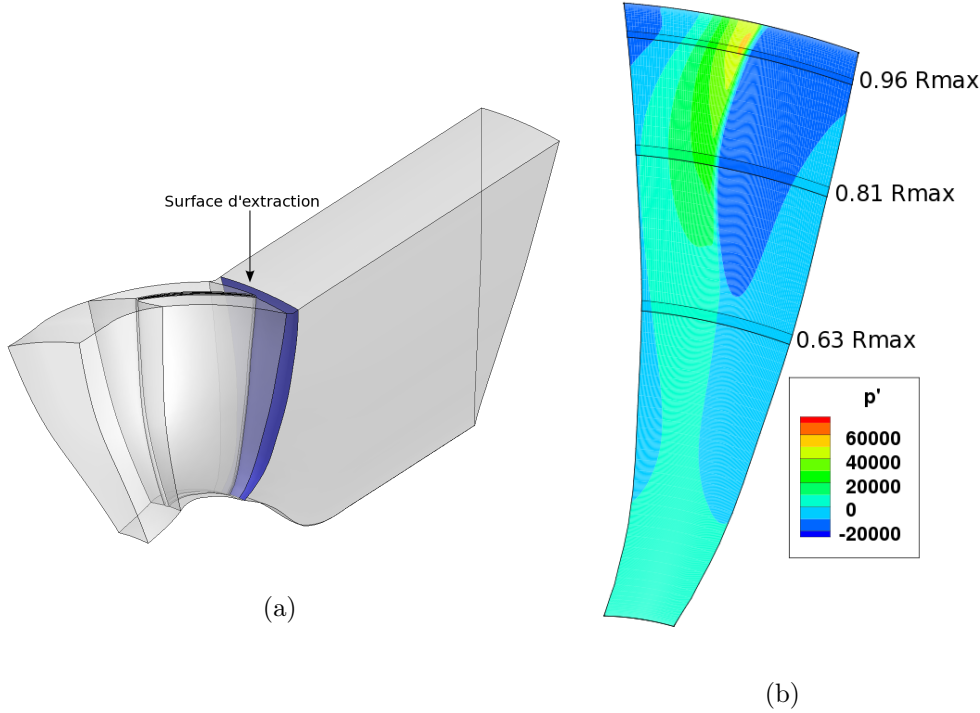 Surface d'extraction
(a)
0.96 Rmax
0.81 Rmax
0.63 Rmax
p'
60000
40000
20000
0
-20000
(b)